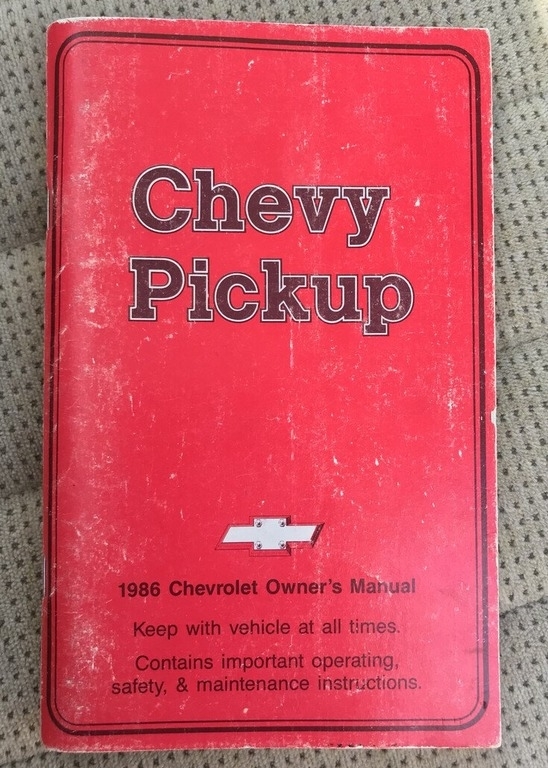 Chevy
Pickup
1986 Chevrolet Owner's Manual
Keep with vehicle at all times.
Contains important operating,
safety, & maintenance instructions.